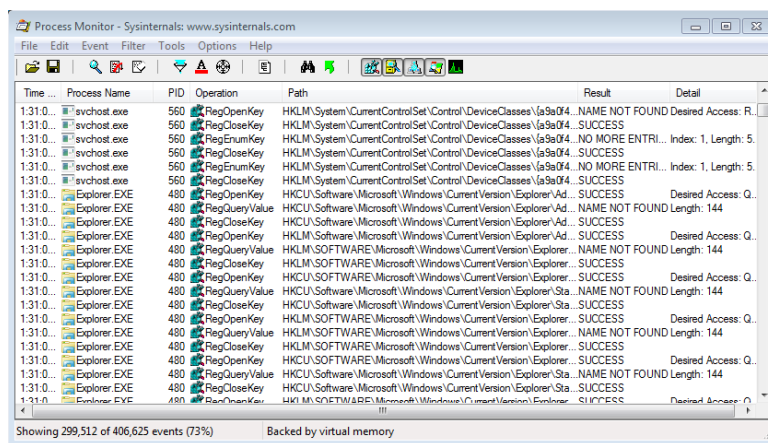 Process Monitor - Sysinternals: www.sysinternals.com
File Edit Event Filter Tools Options Help
Time ... Process Name PID Operation Path Result Detail
1:31:0... svchost.exe 560 RegOpenKey HKLM\System\CurrentControlSet\Control\DeviceClasses\{a9a0f4... NAME NOT FOUND Desired Access: R...
1:31:0... svchost.exe 560 RegCloseKey HKLM\System\CurrentControlSet\Control\DeviceClasses\{a9a0f4... SUCCESS
1:31:0... svchost.exe 560 RegEnumKey HKLM\System\CurrentControlSet\Control\DeviceClasses\{a9a0f4... NO MORE ENTRI... Index: 1, Length: 5...
1:31:0... svchost.exe 560 RegCloseKey HKLM\System\CurrentControlSet\Control\DeviceClasses\{a9a0f4... SUCCESS
1:31:0... svchost.exe 560 RegEnumKey HKLM\System\CurrentControlSet\Control\DeviceClasses\{a9a0f4... NO MORE ENTRI... Index: 1, Length: 5...
1:31:0... svchost.exe 560 RegCloseKey HKLM\System\CurrentControlSet\Control\DeviceClasses\{a9a0f4... SUCCESS
1:31:0... Explorer.EXE 480 RegOpenKey HKCU\Software\Microsoft\Windows\CurrentVersion\Explorer\Ad... SUCCESS Desired Access: Q...
1:31:0... Explorer.EXE 480 RegQueryValue HKCU\Software\Microsoft\Windows\CurrentVersion\Explorer\Ad... NAME NOT FOUND Length: 144
1:31:0... Explorer.EXE 480 RegCloseKey HKCU\Software\Microsoft\Windows\CurrentVersion\Explorer\Ad... SUCCESS
1:31:0... Explorer.EXE 480 RegOpenKey HKLM\Software\Microsoft\Windows\CurrentVersion\Explorer\Ad... SUCCESS Desired Access: Q...
1:31:0... Explorer.EXE 480 RegQueryValue HKLM\SOFTWARE\Microsoft\Windows\CurrentVersion\Explorer... NAME NOT FOUND Length: 144
1:31:0... Explorer.EXE 480 RegCloseKey HKLM\SOFTWARE\Microsoft\Windows\CurrentVersion\Explorer... SUCCESS
1:31:0... Explorer.EXE 480 RegOpenKey HKCU\Software\Microsoft\Windows\CurrentVersion\Explorer\Sta... SUCCESS Desired Access: Q...
1:31:0... Explorer.EXE 480 RegQueryValue HKCU\Software\Microsoft\Windows\CurrentVersion\Explorer\Sta... NAME NOT FOUND Length: 144
1:31:0... Explorer.EXE 480 RegCloseKey HKCU\Software\Microsoft\Windows\CurrentVersion\Explorer\Sta... SUCCESS
1:31:0... Explorer.EXE 480 RegOpenKey HKLM\SOFTWARE\Microsoft\Windows\CurrentVersion\Explorer... SUCCESS Desired Access: Q...
1:31:0... Explorer.EXE 480 RegQueryValue HKLM\SOFTWARE\Microsoft\Windows\CurrentVersion\Explorer... NAME NOT FOUND Length: 144
1:31:0... Explorer.EXE 480 RegCloseKey HKLM\SOFTWARE\Microsoft\Windows\CurrentVersion\Explorer... SUCCESS
1:31:0... Explorer.EXE 480 RegOpenKey HKCU\SOFTWARE\Microsoft\Windows\CurrentVersion\Explorer... SUCCESS Desired Access: Q...
1:31:0... Explorer.EXE 480 RegQueryValue HKCU\Software\Microsoft\Windows\CurrentVersion\Explorer\Sta... NAME NOT FOUND Length: 144
1:31:0... Explorer.EXE 480 RegCloseKey HKCU\Software\Microsoft\Windows\CurrentVersion\Explorer\Sta... SUCCESS
1:31:0... Explorer.EXE 480 RegOpenKey HKLM\SOFTWARE\Microsoft\Windows\CurrentVersion\Explorer... SUCCESS Desired Access: Q...
Showing 299,512 of 406,625 events (73%) Backed by virtual memory